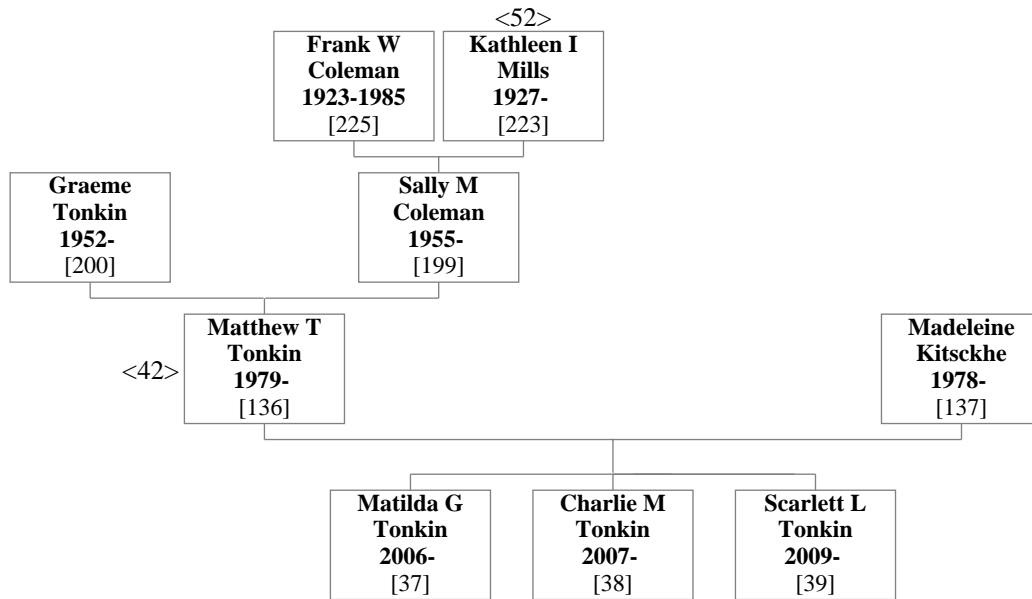 <52>
Frank W
Coleman
1923-1985
[225]
Kathleen I
Mills
1927-
[223]
Graeme
Tonkin
1952-
[200]
Sally M
Coleman
1955-
[199]
<42>
Matthew T
Tonkin
1979-
[136]
Madeleine
Kitsckhe
1978-
[137]
Matilda G
Tonkin
2006-
[37]
Charlie M
Tonkin
2007-
[38]
Scarlett L
Tonkin
2009-
[39]